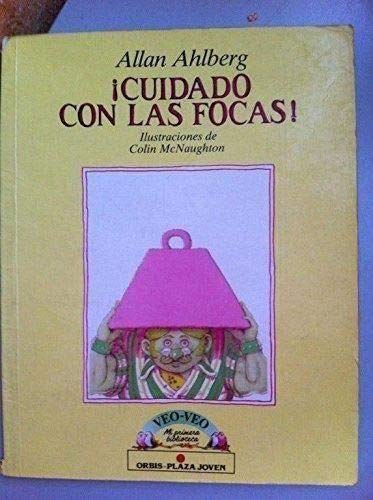 Allan Ahlberg
¡CUIDADO
CON LAS FOCAS!
Ilustraciones de
Colin McNaughton
VEO-VEO
Mi primera
biblioteca
ORBIS-PLAZA JOVEN